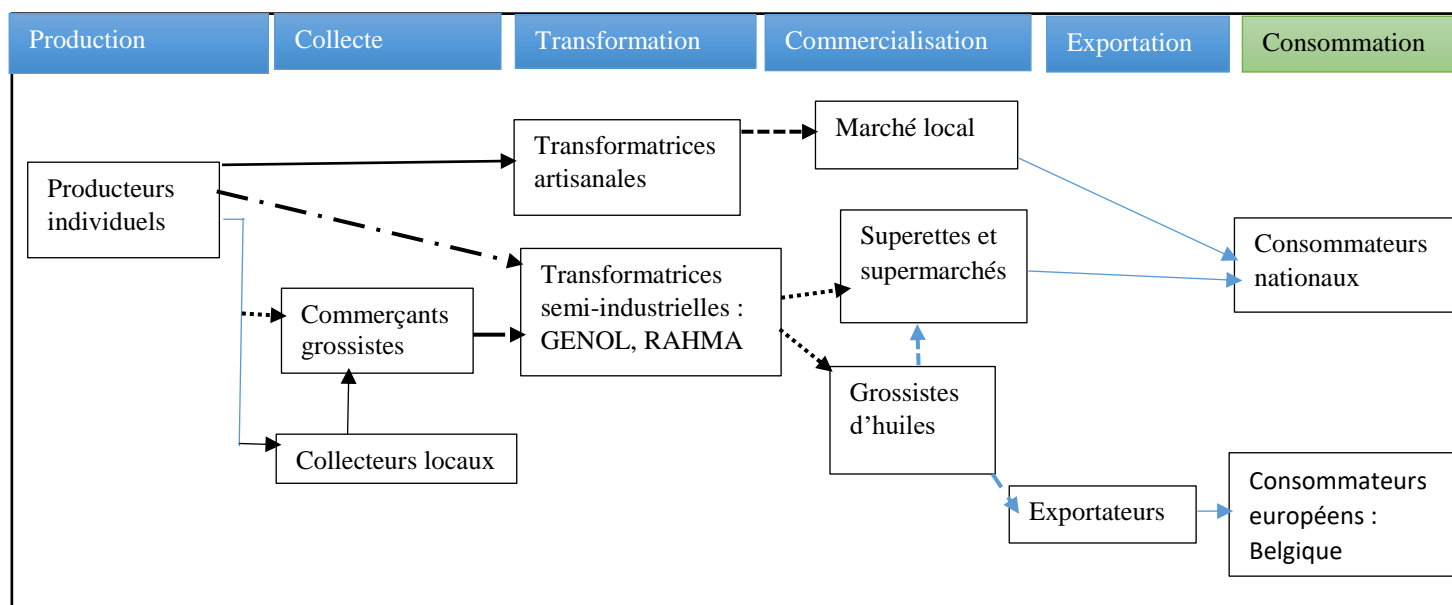 Production
Collecte
Transformation
Commercialisation
Exportation
Consommation
Producteurs
individuels
Transformatrices
artisanales
Marché local
Commerçants
grossistes
Transformatrices
semi-industrielles :
GENOL, RAHMA
Superettes et
supermarchés
Consommateurs
nationaux
Collecteurs locaux
Grossistes
d’huiles
Exportateurs
Consommateurs
européens :
Belgique